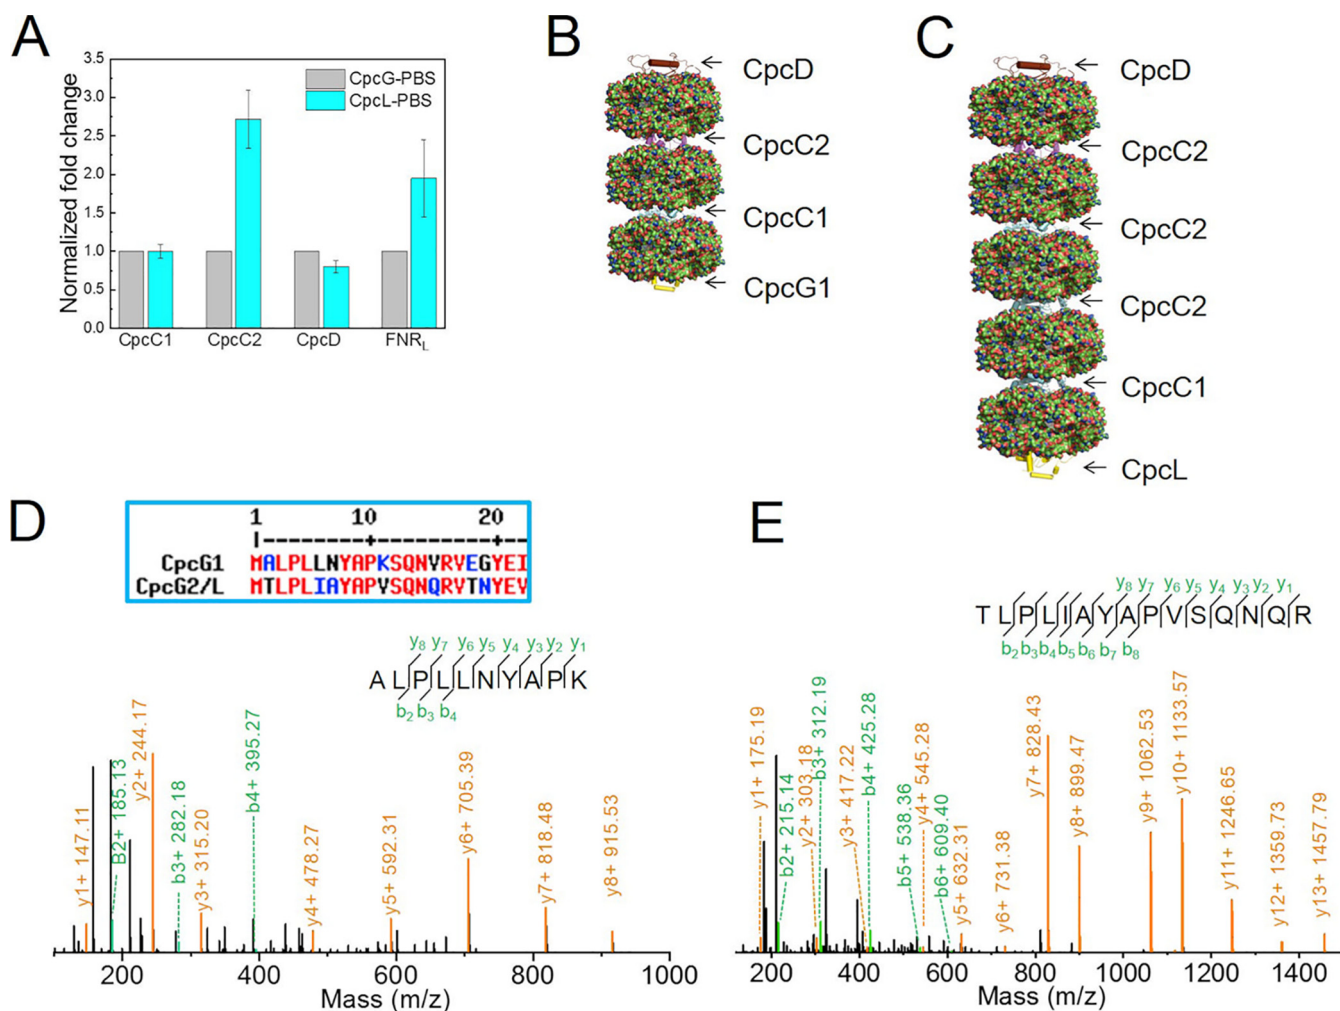 A
3.5
3.0
2.5
2.0
1.5
1.0
0.5
0.0
Normalized fold change
CpcG-PBS
CpcL-PBS
CpcC1 CpcC2 CpcD FNR_L
B
CpcD
CpcC2
CpcC1
CpcG1
C
CpcD
CpcC2
CpcC2
CpcC2
CpcC1
CpcL
D
1 10 20
|--------+---------+--
CpcG1 MALPLLNYAPKSQNVRVEGYEI
CpcG2/L MTLPLIAYAPVSQNQRVTNYEV
y8 y7 y6 y5 y4 y3 y2 y1
ALPLLNYAPK
b2 b3 b4
y1+ 147.11
B2+ 185.13
y2+ 244.17
b3+ 282.18
y3+ 315.20
b4+ 395.27
y4+ 478.27
y5+ 592.31
y6+ 705.39
y7+ 818.48
y8+ 915.53
200 400 600 800 1000
Mass (m/z)
E
y8 y7 y6 y5 y4 y3 y2 y1
TLPLIAYAPVSQNQR
b2 b3 b4 b5 b6 b7 b8
y1+ 175.19
b2+ 215.14
y2+ 303.18
b3+ 312.19
y3+ 417.22
b4+ 425.28
b5+ 538.36
y4+ 545.28
b6+ 609.40
y5+ 632.31
y6+ 731.38
y7+ 828.43
y8+ 899.47
y9+ 1062.53
y10+ 1133.57
y11+ 1246.65
y12+ 1359.73
y13+ 1457.79
200 400 600 800 1000 1200 1400
Mass (m/z)